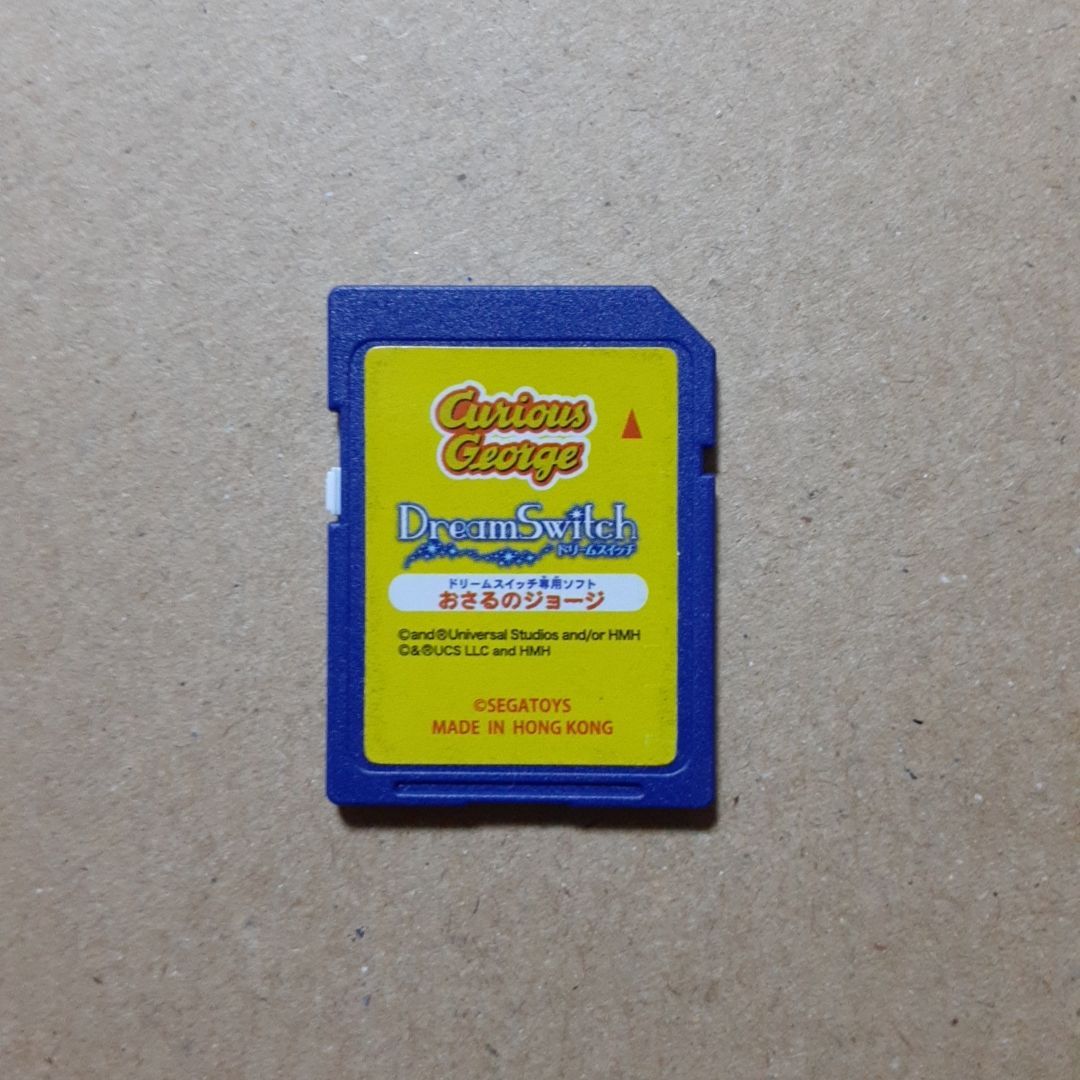 Curious
George
DreamSwitch
ドリームスイッチ
ドリームスイッチ専用ソフト
おさるのジョージ
©and®Universal Studios and/or HMH
©&®UCS LLC and HMH
©SEGATOYS
MADE IN HONG KONG